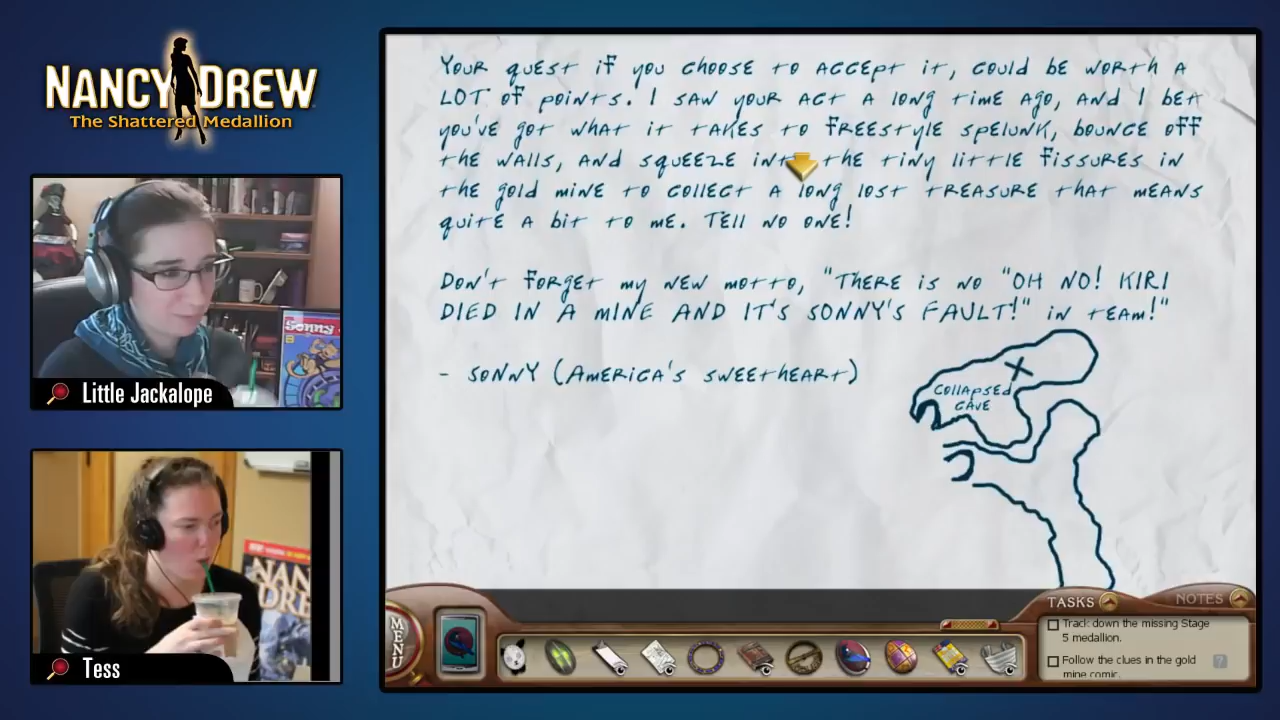 NANCY DREW
The Shattered Medallion
Your quest if you choose to accept it, could be worth a
LOT of points. I saw your act a long time ago, and I bet
you've got what it takes to freestyle spelunk, bounce off
the walls, and squeeze into the tiny little fissures in
the gold mine to collect a long lost treasure that means
quite a bit to me. Tell no one!
Don't forget my new motto, "There is no "OH NO! KIRI
DIED IN A MINE AND IT'S SONNY'S FAULT!" in team!"
- Sonny (America's sweetheart)
X
Collapsed
Cave
Sonny
Little Jackalope
NAN
DRE
Tess
MENU
TASKS
NOTES
Track down the missing Stage
5 medallion.
Follow the clues in the gold
mine comic.
?